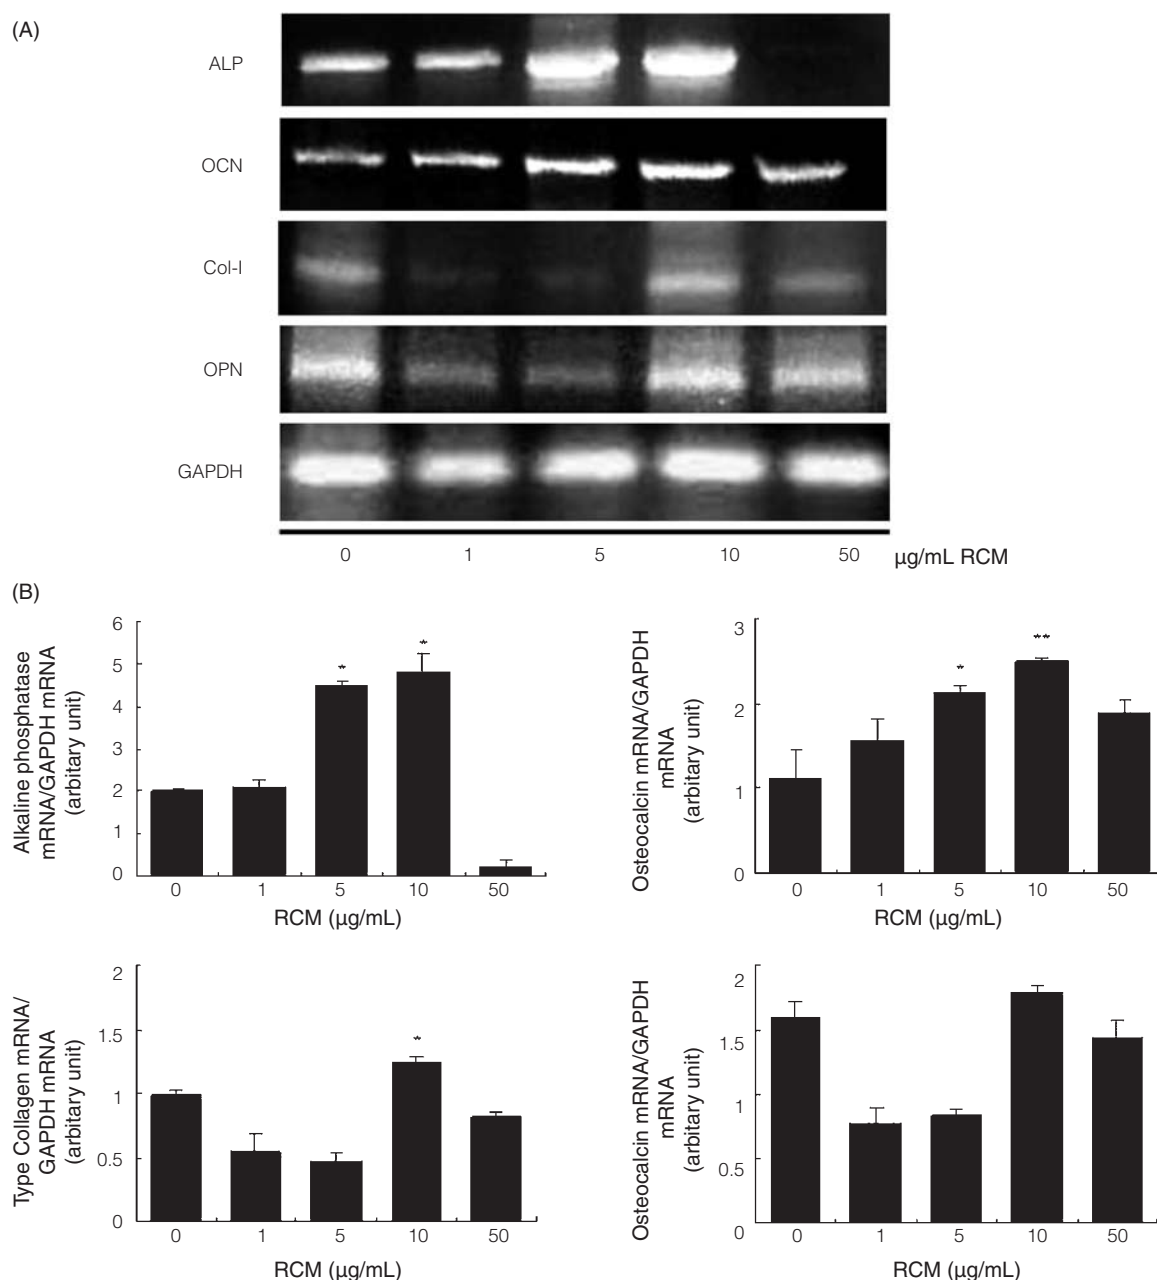 (A)
ALP
OCN
Col-I
OPN
GAPDH
0 1 5 10 50 µg/mL RCM
(B)
Alkaline phosphatase
mRNA/GAPDH mRNA
(arbitary unit)
6
5
4
3
2
1
0
*
*
0 1 5 10 50
RCM (µg/mL)
Osteocalcin mRNA/GAPDH
mRNA
(arbitary unit)
3
2
1
0
*
**
0 1 5 10 50
RCM (µg/mL)
Type Collagen mRNA/
GAPDH mRNA
(arbitary unit)
2
1.5
1
0.5
0
*
0 1 5 10 50
RCM (µg/mL)
Osteocalcin mRNA/GAPDH
mRNA
(arbitary unit)
2
1.5
1
0.5
0
0 1 5 10 50
RCM (µg/mL)